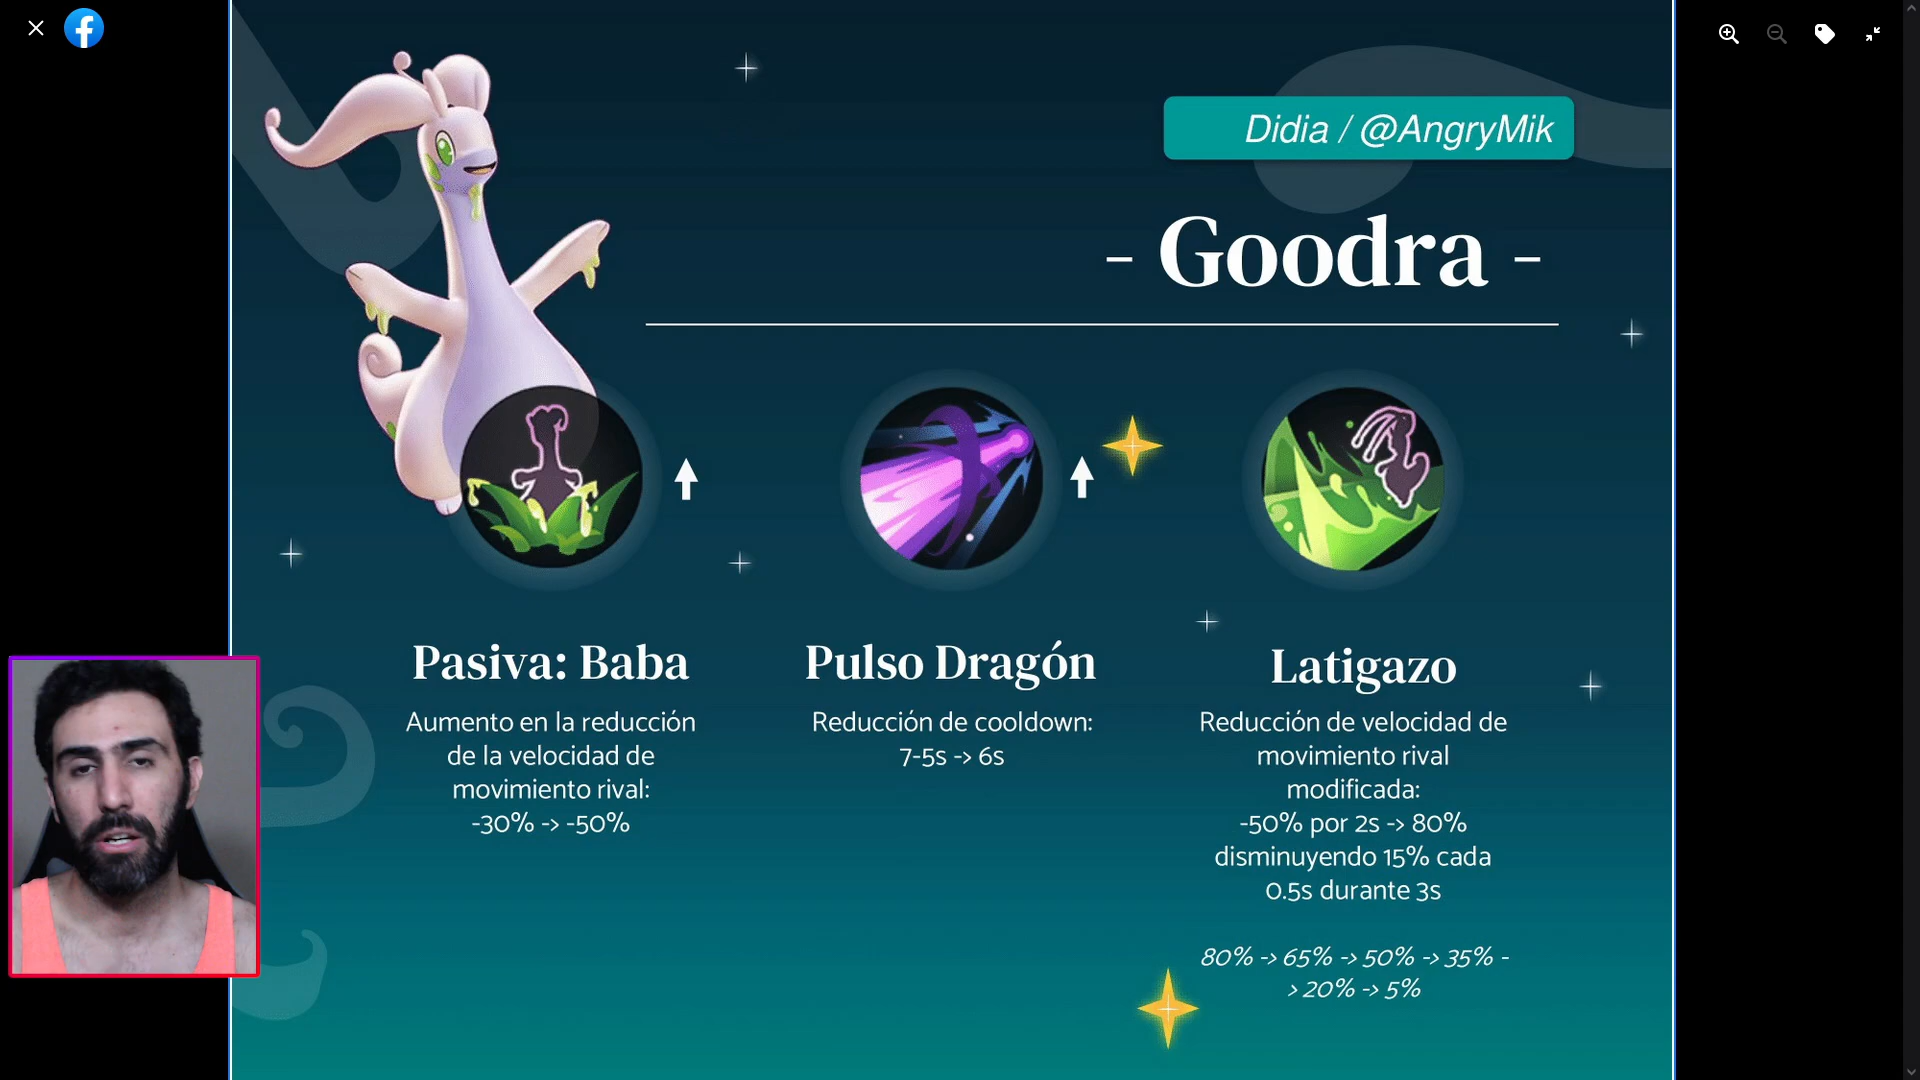 Didia / @AngryMik
- Goodra -
Pasiva: Baba
Aumento en la reducción
de la velocidad de
movimiento rival:
-30% -> -50%
Pulso Dragón
Reducción de cooldown:
7-5s -> 6s
Latigazo
Reducción de velocidad de
movimiento rival
modificada:
-50% por 2s -> 80%
disminuyendo 15% cada
0.5s durante 3s
80% -> 65% -> 50% -> 35% -
> 20% -> 5%